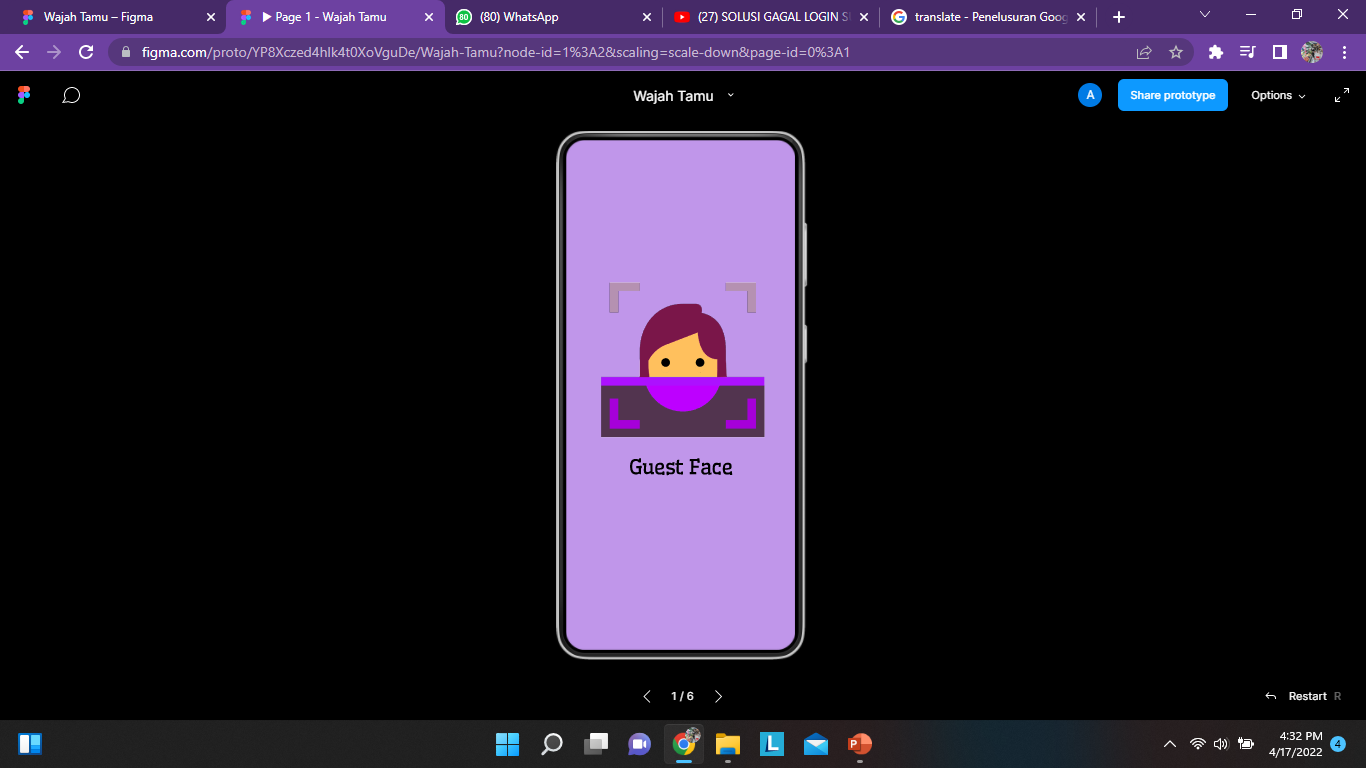 Wajah Tamu – Figma
Page 1 - Wajah Tamu
80
(80) WhatsApp
(27) SOLUSI GAGAL LOGIN S
translate - Penelusuran Goog
figma.com/proto/YP8Xczed4hlk4t0XoVguDe/Wajah-Tamu?node-id=1%3A2&scaling=scale-down&page-id=0%3A1
Wajah Tamu
A
Share prototype
Options
Guest Face
1 / 6
Restart R
L
P
4:32 PM
4/17/2022
4